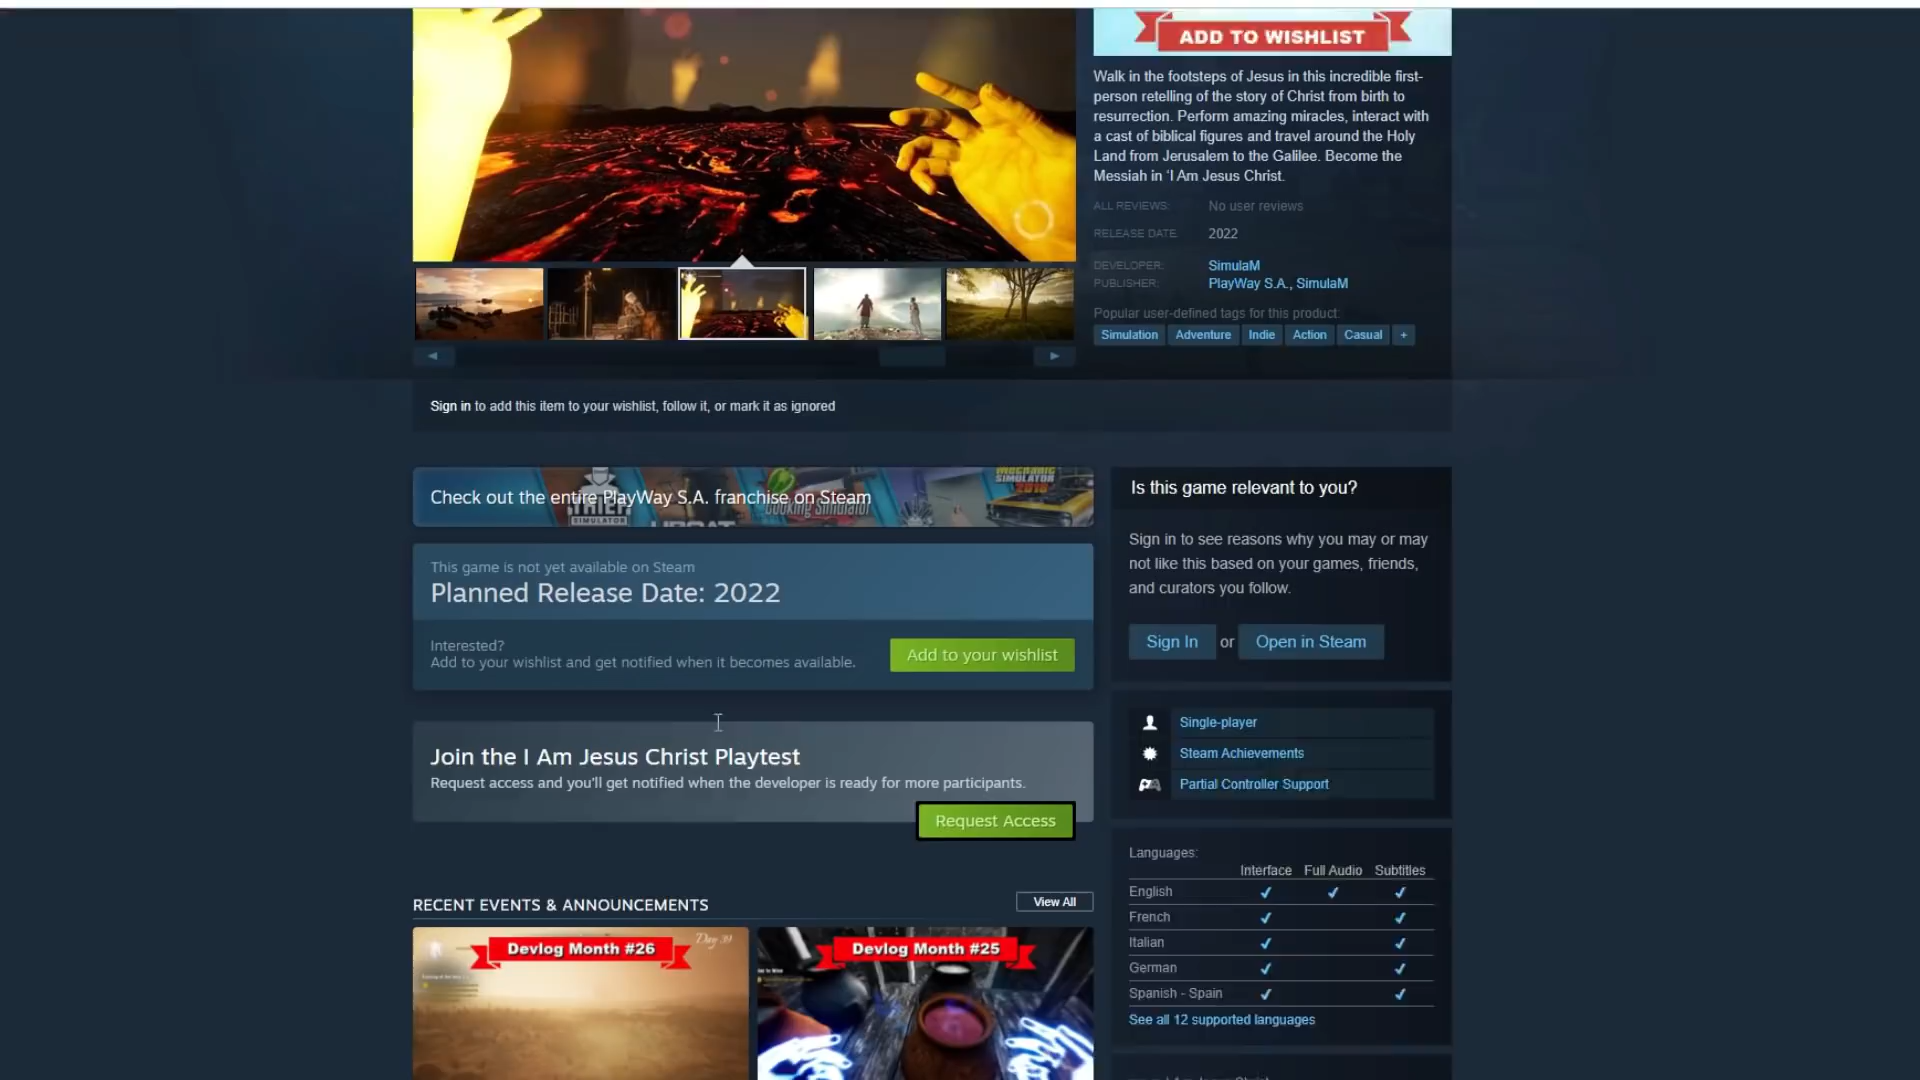 ADD TO WISHLIST
Walk in the footsteps of Jesus in this incredible first-
person retelling of the story of Christ from birth to
resurrection. Perform amazing miracles, interact with
a cast of biblical figures and travel around the Holy
Land from Jerusalem to the Galilee. Become the
Messiah in ‘I Am Jesus Christ.
ALL REVIEWS: No user reviews
RELEASE DATE: 2022
DEVELOPER: SimulaM
PUBLISHER: PlayWay S.A., SimulaM
Popular user-defined tags for this product:
Simulation Adventure Indie Action Casual +
Sign in to add this item to your wishlist, follow it, or mark it as ignored
Check out the entire PlayWay S.A. franchise on Steam
THIEF
SIMULATOR
Cooking Simulator
MECHANIC
SIMULATOR
2018
This game is not yet available on Steam
Planned Release Date: 2022
Interested?
Add to your wishlist and get notified when it becomes available.
Add to your wishlist
Join the I Am Jesus Christ Playtest
Request access and you'll get notified when the developer is ready for more participants.
Request Access
RECENT EVENTS & ANNOUNCEMENTS
View All
Devlog Month #26
Day 39
Devlog Month #25
Is this game relevant to you?
Sign in to see reasons why you may or may
not like this based on your games, friends,
and curators you follow.
Sign In or Open in Steam
Single-player
Steam Achievements
Partial Controller Support
Languages:
Interface Full Audio Subtitles
English ✔ ✔ ✔
French ✔ ✔
Italian ✔ ✔
German ✔ ✔
Spanish - Spain ✔ ✔
See all 12 supported languages